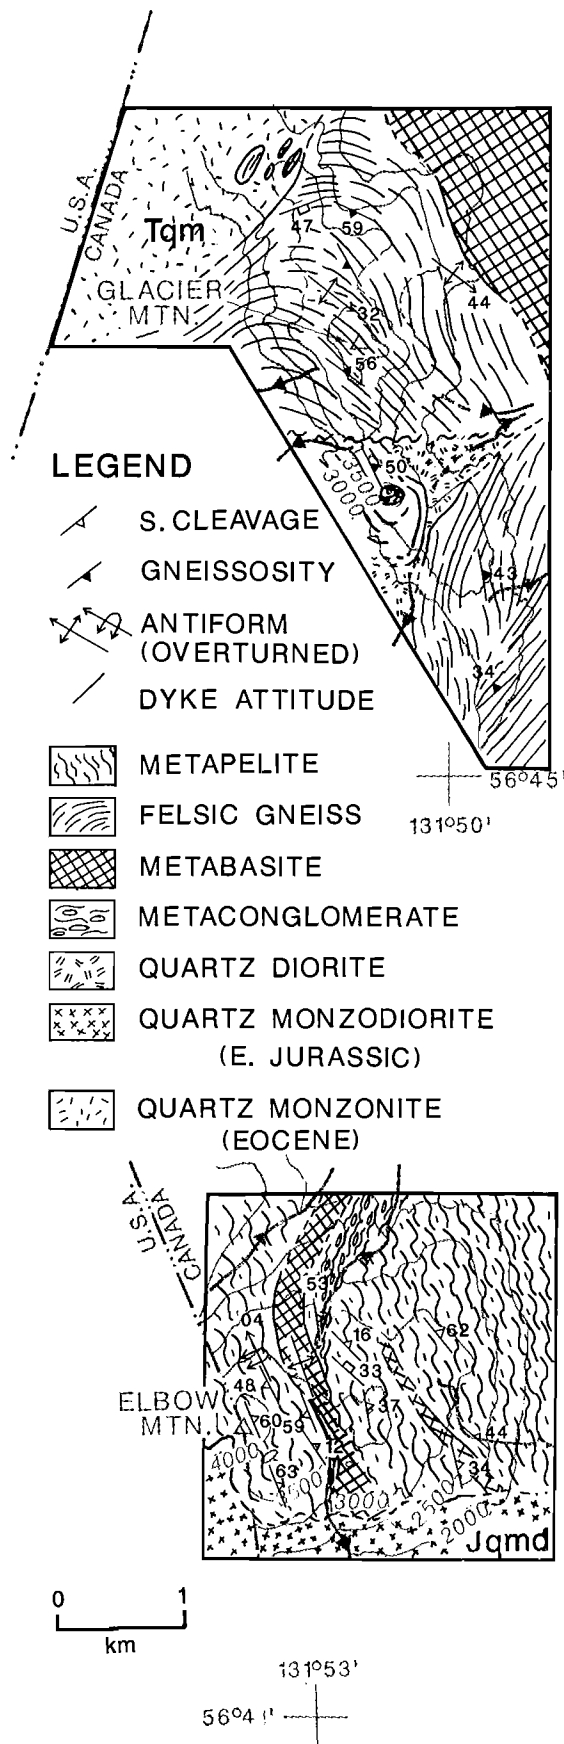 U.S.A.
CANADA
Tqm
GLACIER
MTN.
47
59
32
44
56
50
3500
3000
43
34
56°45'
131°50'
LEGEND
S. CLEAVAGE
GNEISSOSITY
ANTIFORM
(OVERTURNED)
DYKE ATTITUDE
METAPELITE
FELSIC GNEISS
METABASITE
METACONGLOMERATE
QUARTZ DIORITE
QUARTZ MONZODIORITE
(E. JURASSIC)
QUARTZ MONZONITE
(EOCENE)
U.S.A.
CANADA
53
04
16
62
33
48
37
ELBOW
MTN.
60
59
44
4000
63
34
3000
2500
2000
Jqmd
0
1
km
131°53'